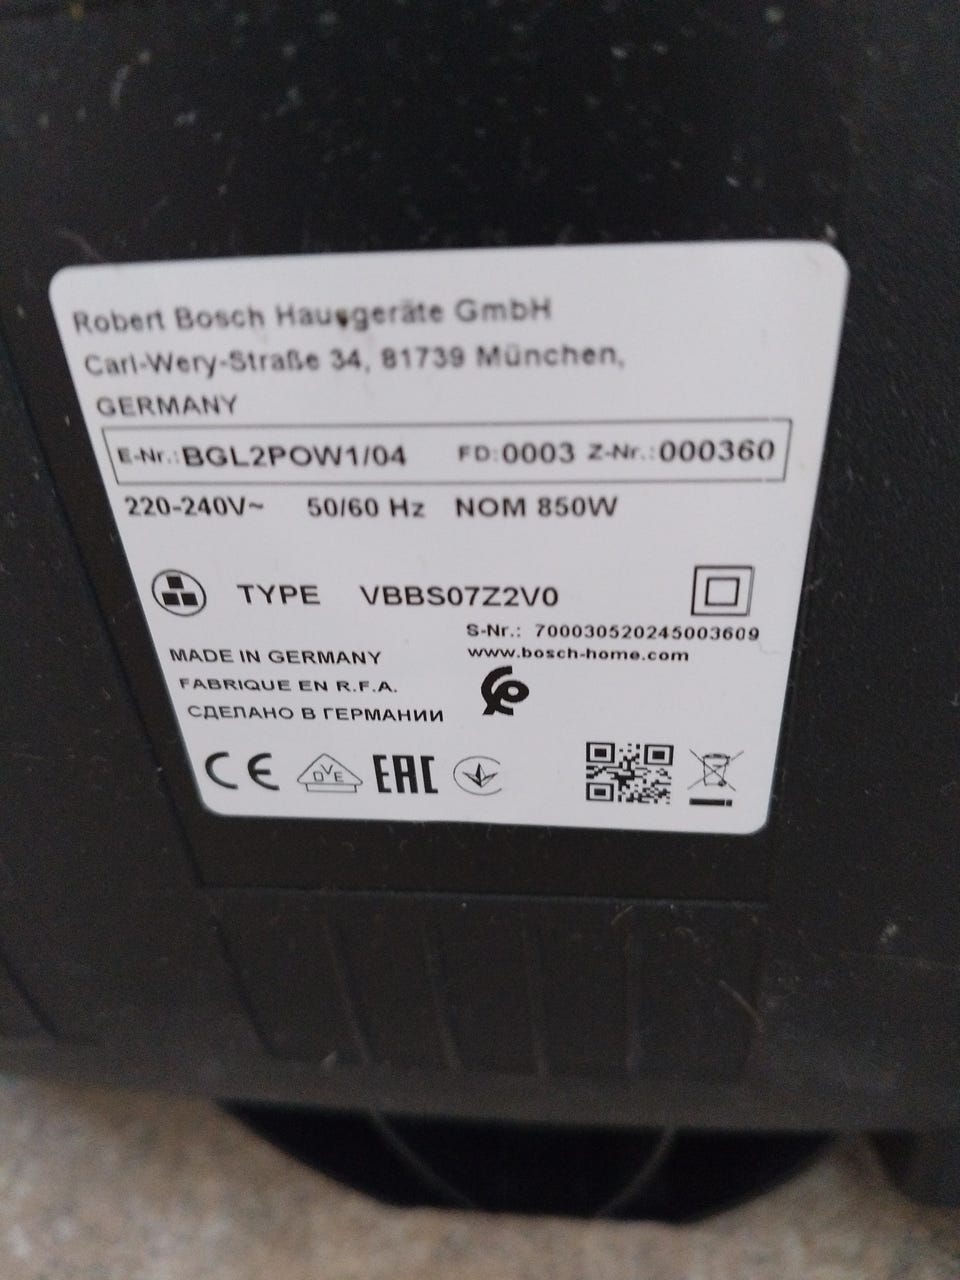 Robert Bosch Hausgeräte GmbH
Carl-Wery-Straße 34, 81739 München,
GERMANY
E-Nr.: BGL2POW1/04 FD: 0003 Z-Nr.: 000360
220-240V~ 50/60 Hz NOM 850W
TYPE VBBS07Z2V0
S-Nr.: 700030520245003609
www.bosch-home.com
MADE IN GERMANY
FABRIQUE EN R.F.A.
СДЕЛАНО В ГЕРМАНИИ
CE DVE EAC